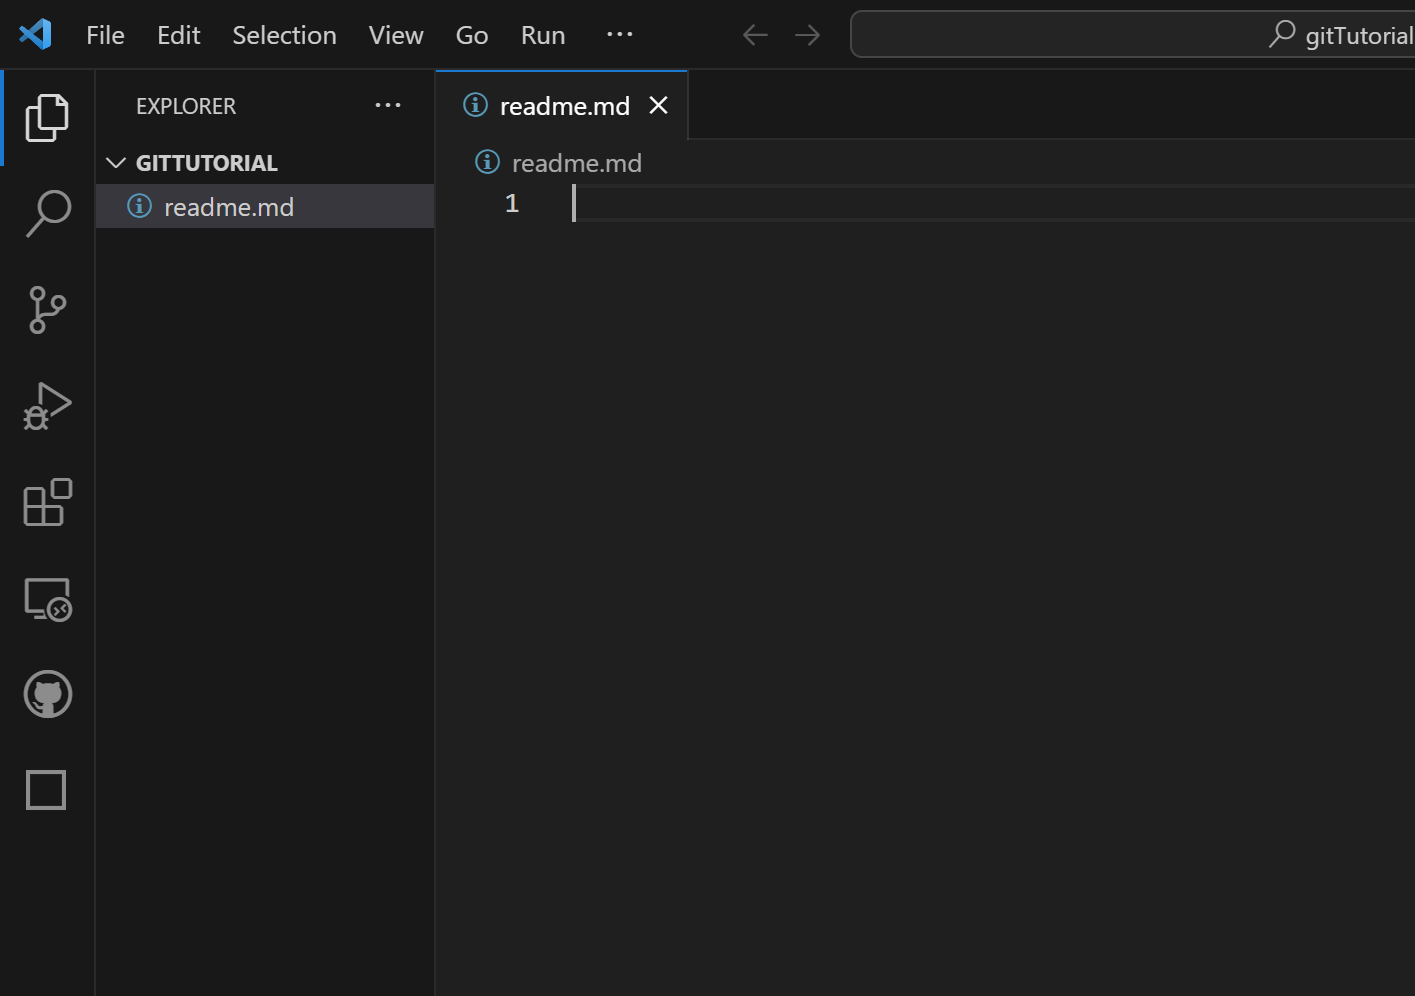 File Edit Selection View Go Run ···
gitTutorial
EXPLORER ···
readme.md
GITTUTORIAL
readme.md
readme.md
1